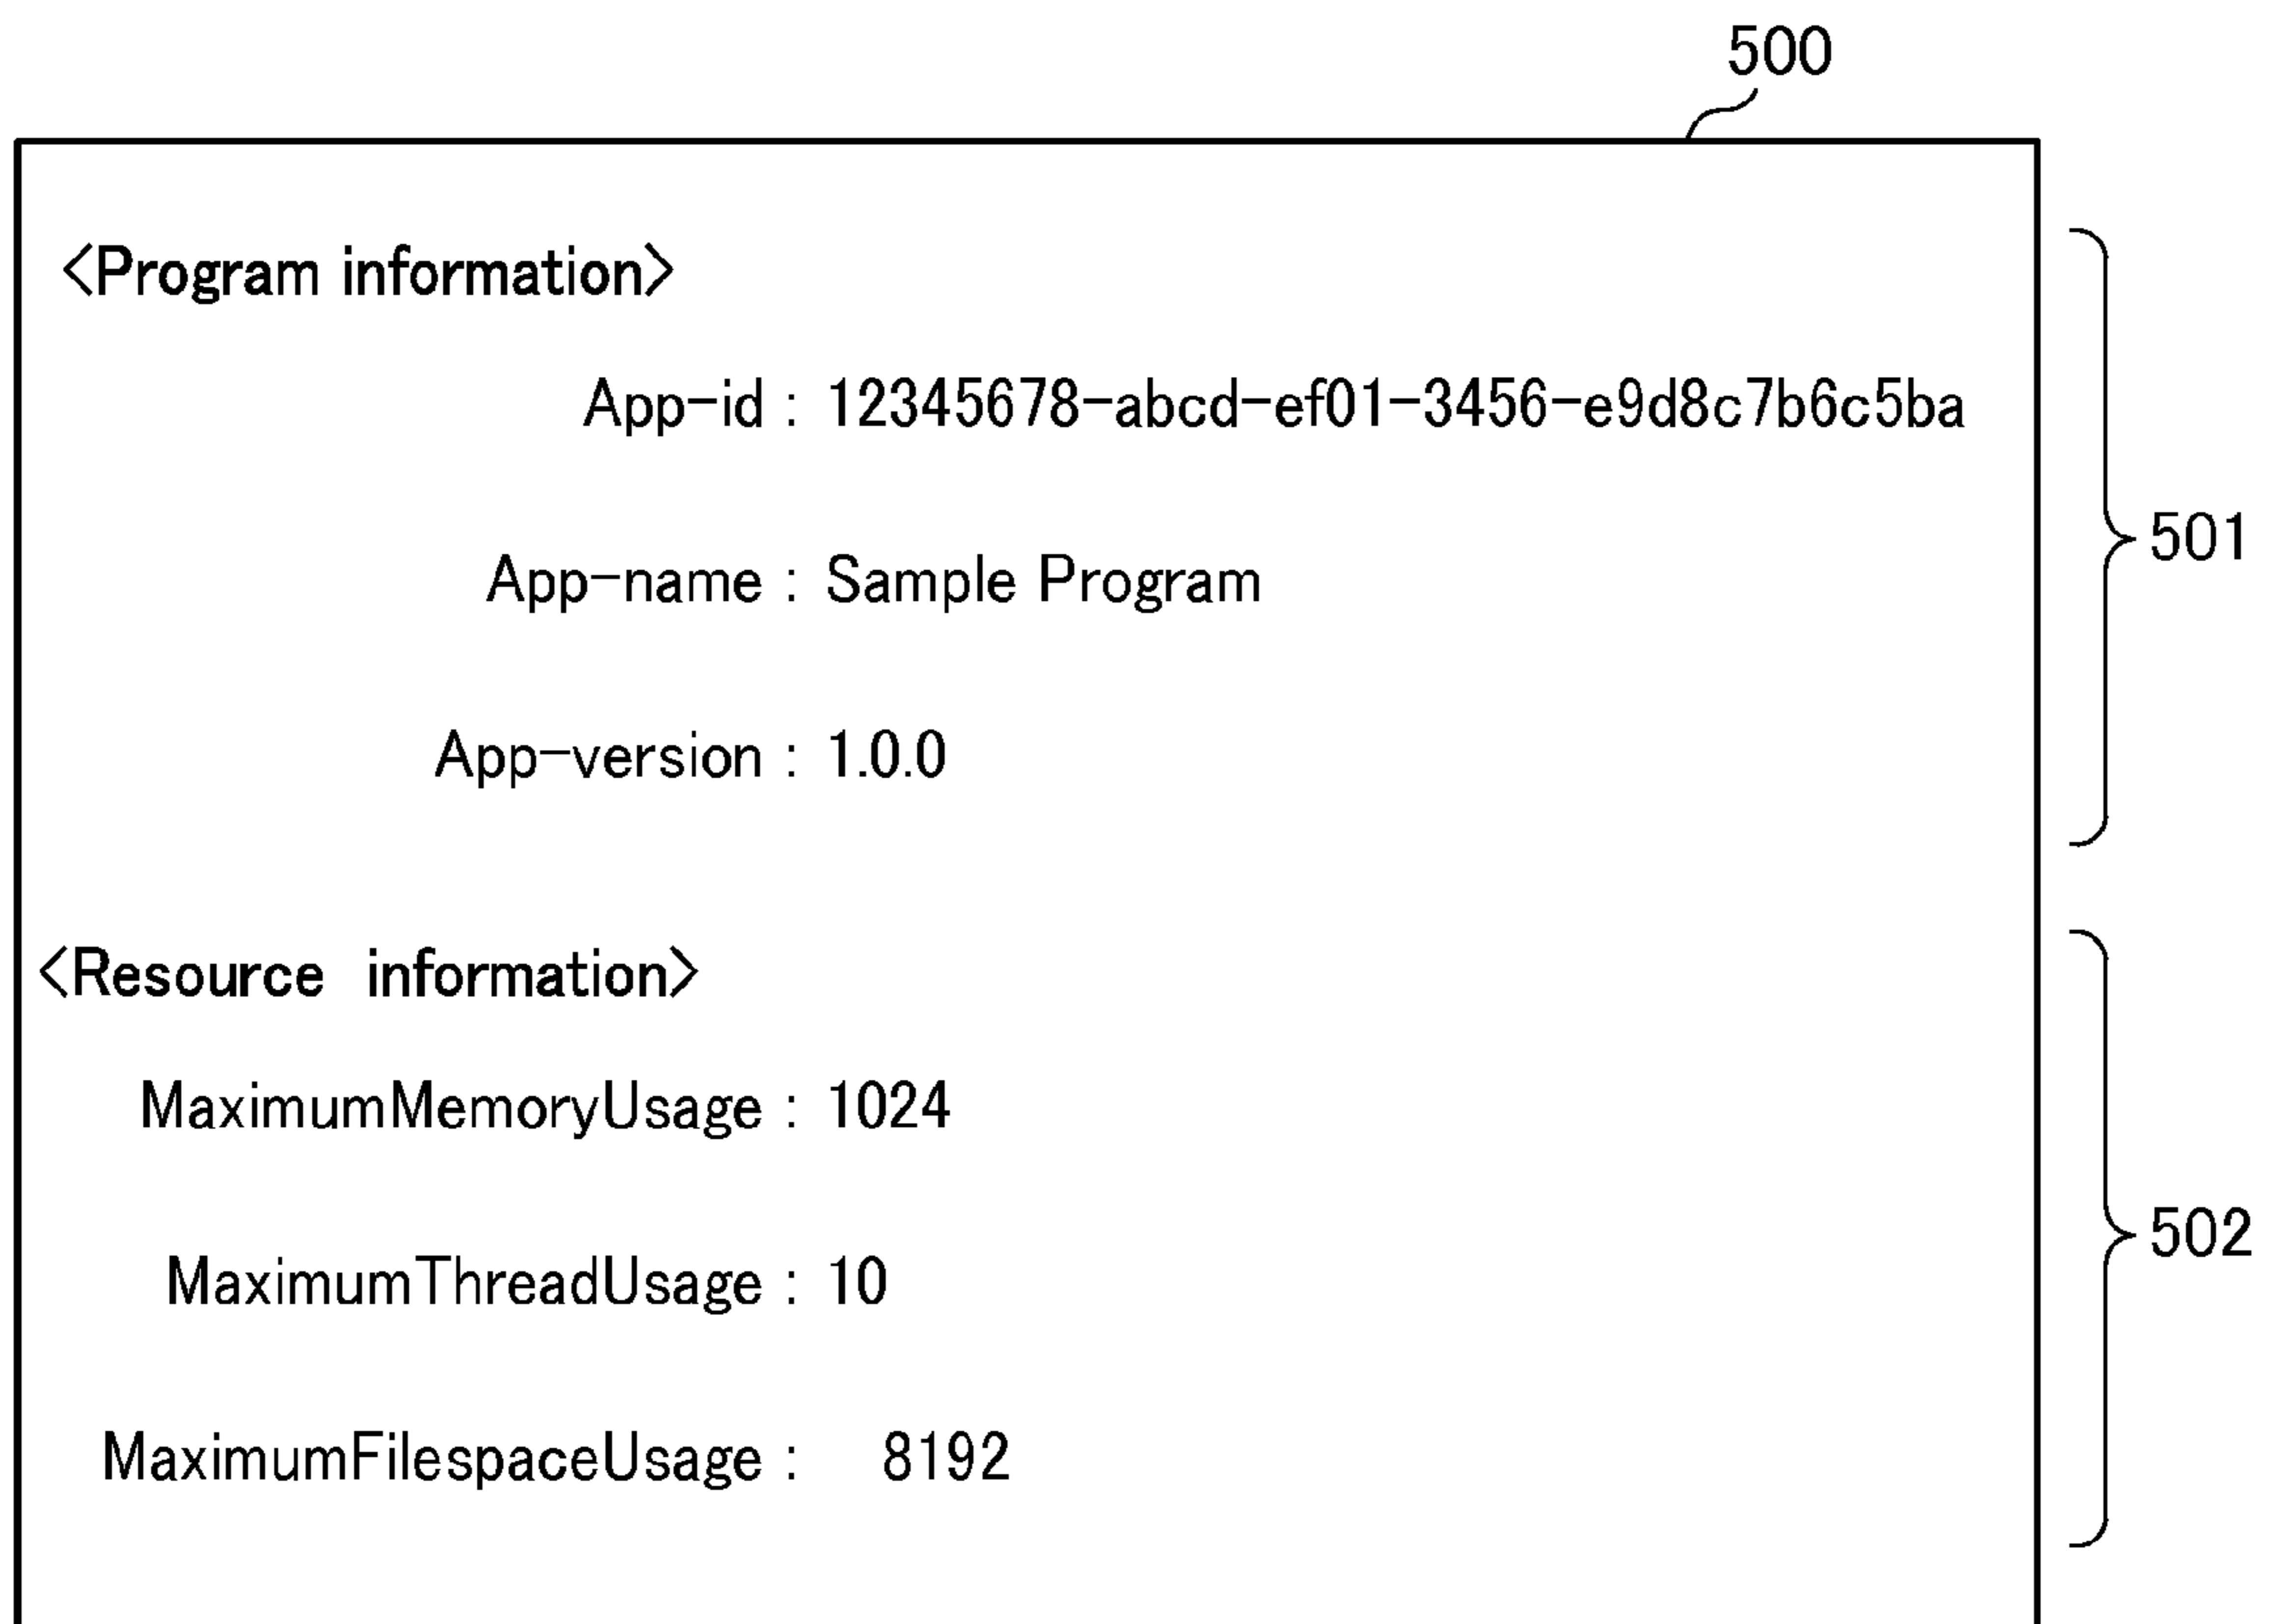 500
<Program information>
App-id : 12345678-abcd-ef01-3456-e9d8c7b6c5ba
501
App-name : Sample Program
App-version : 1.0.0
<Resource information>
MaximumMemoryUsage : 1024
502
MaximumThreadUsage : 10
MaximumFilespaceUsage : 8192